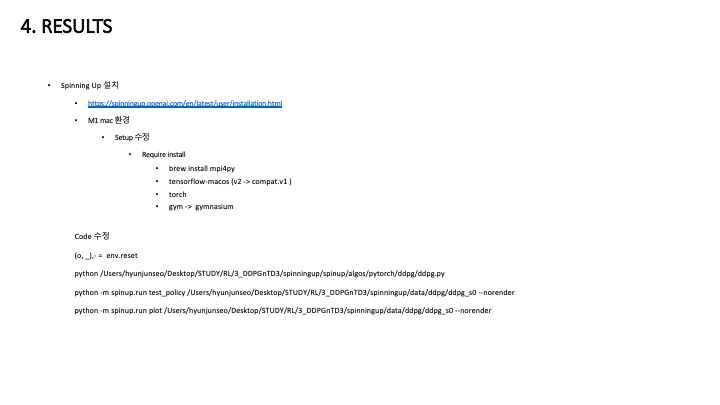 4. RESULTS
• Spinning Up 설치
• https://spinningup.openai.com/en/latest/user/installation.html
• M1 mac 환경
• Setup 수정
• Require install
• brew install mpi4py
• tensorflow-macos (v2 -> compat.v1 )
• torch
• gym -> gymnasium
Code 수정
(o, _),- = env.reset
python /Users/hyunjunseo/Desktop/STUDY/RL/3_DDPGnTD3/spinningup/spinup/algos/pytorch/ddpg/ddpg.py
python -m spinup.run test_policy /Users/hyunjunseo/Desktop/STUDY/RL/3_DDPGnTD3/spinningup/data/ddpg/ddpg_s0 --norender
python -m spinup.run plot /Users/hyunjunseo/Desktop/STUDY/RL/3_DDPGnTD3/spinningup/data/ddpg/ddpg_s0 --norender